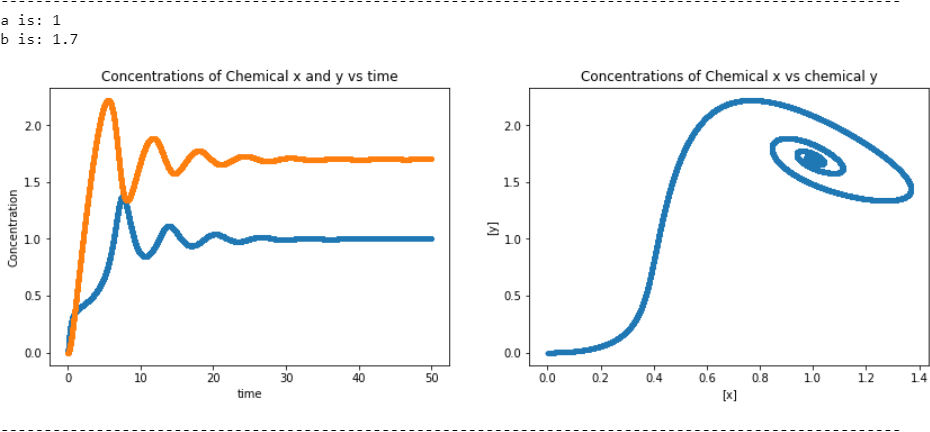 a is: 1
b is: 1.7
Concentrations of Chemical x and y vs time
Concentration
2.0
1.5
1.0
0.5
0.0
0 10 20 30 40 50
time
Concentrations of Chemical x vs chemical y
[y]
2.0
1.5
1.0
0.5
0.0
0.0 0.2 0.4 0.6 0.8 1.0 1.2 1.4
[x]